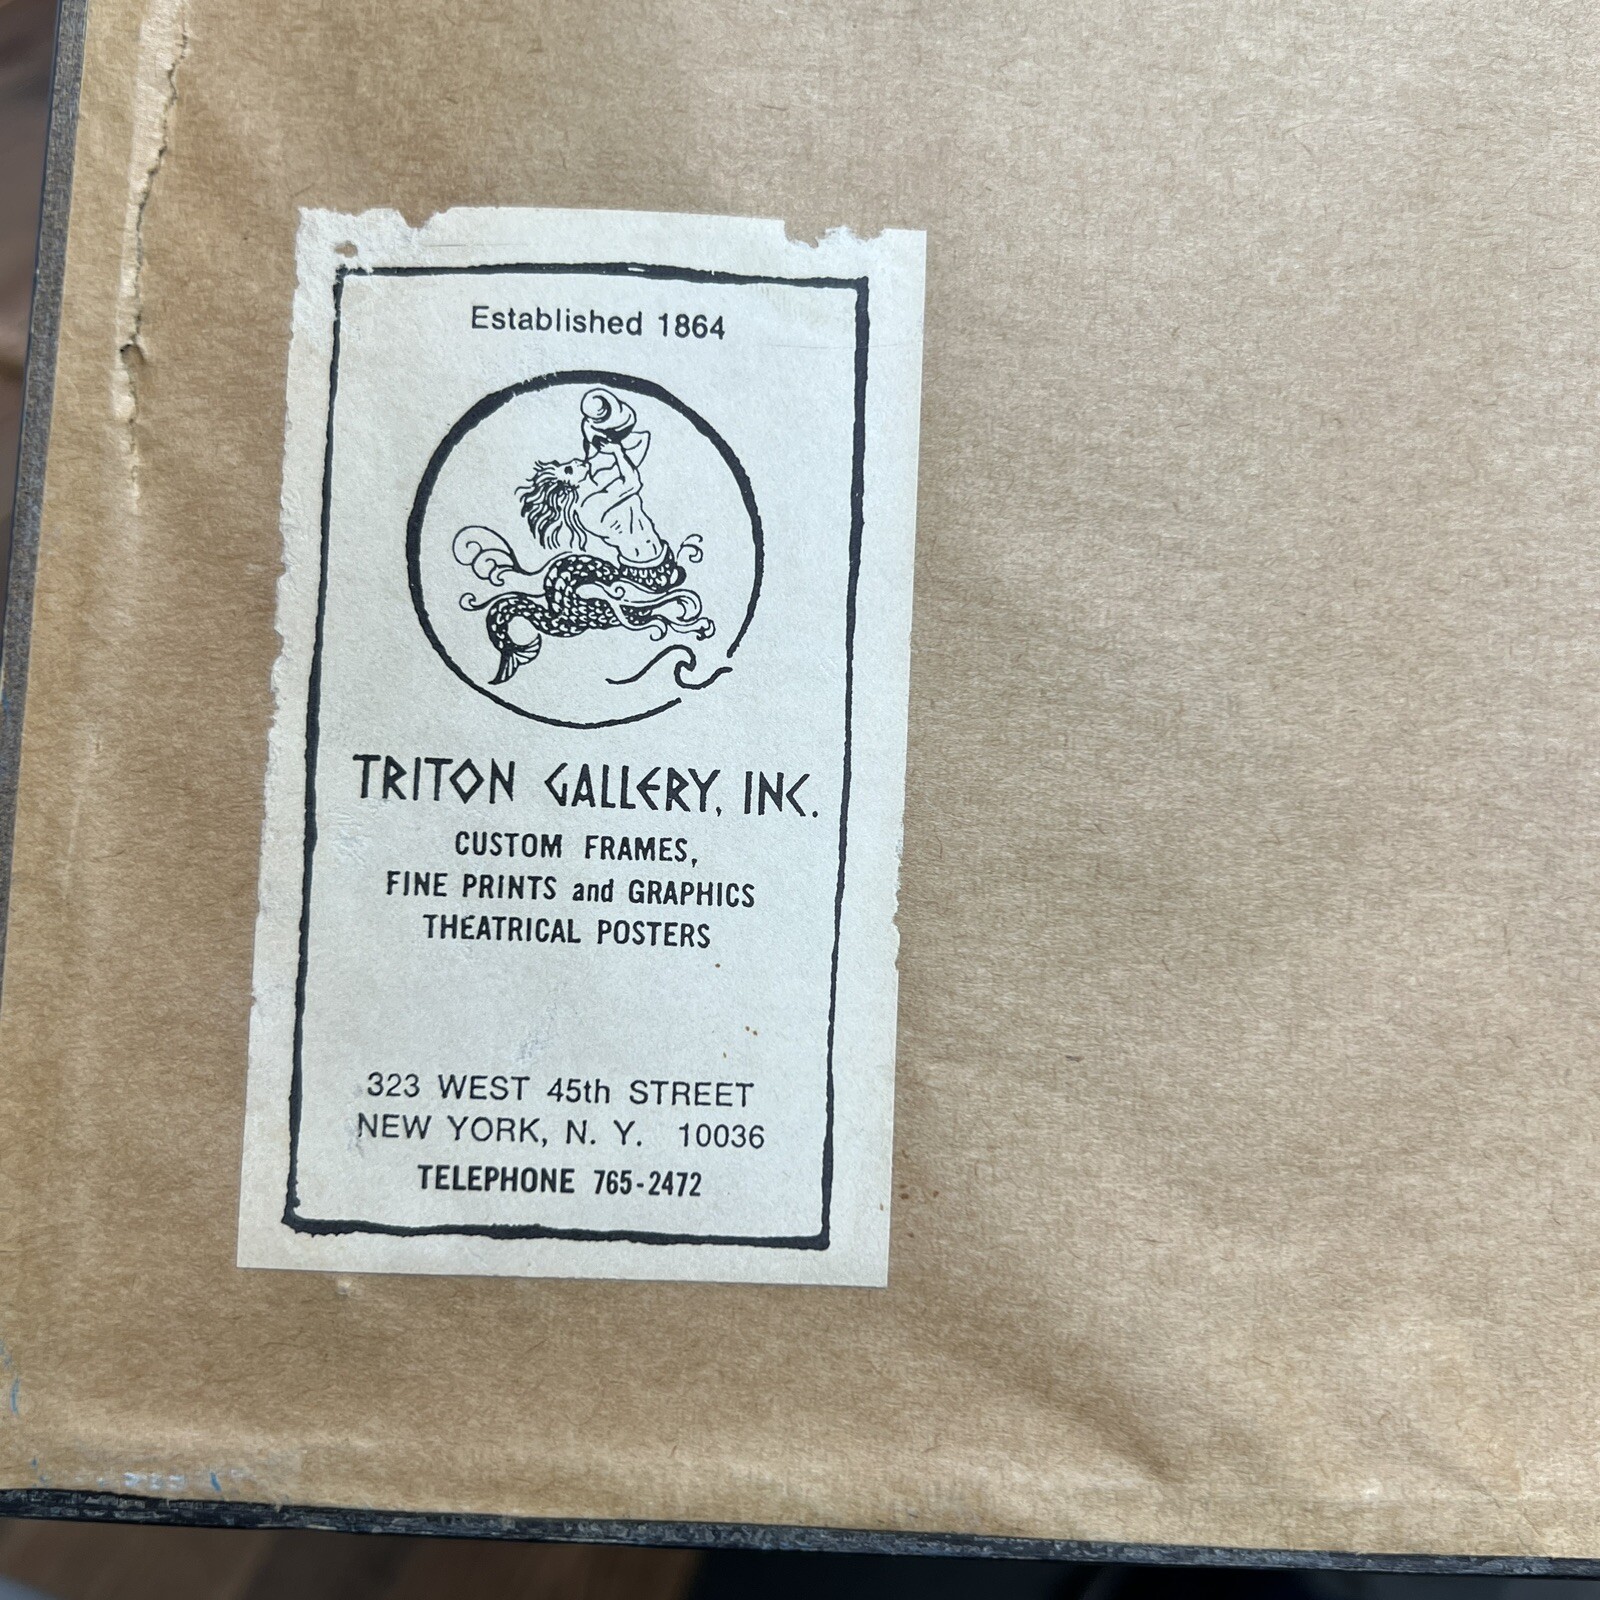 Established 1864
TRITON GALLERY, INC.
CUSTOM FRAMES,
FINE PRINTS and GRAPHICS
THEATRICAL POSTERS
323 WEST 45th STREET
NEW YORK, N. Y. 10036
TELEPHONE 765-2472